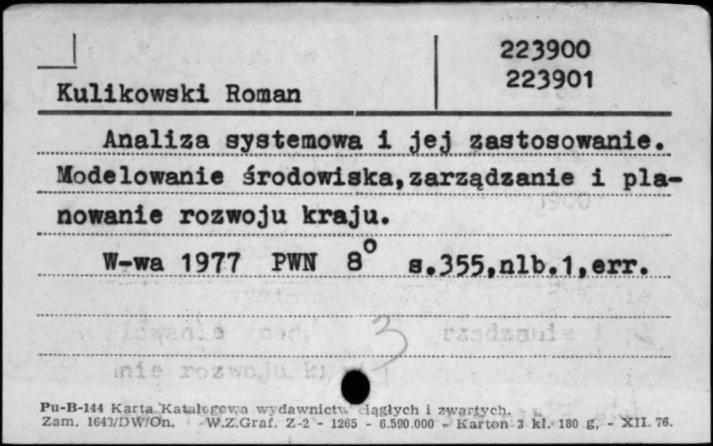 223900
223901
Kulikowski Roman
Analiza systemowa i jej zastosowanie.
Modelowanie środowiska,zarządzanie i pla-
nowanie rozwoju kraju.
W-wa 1977 PWN 8° s.355,nlb.1,err.
3
Pu-B-144 Karta Katalogowa wydawnictw ciągłych i zwartych.
Zam. 1643/DW/On. W.Z.Graf. Z-2 - 1265 - 6.590.000 - Karton 3 kl. 180 g, - XII. 76.